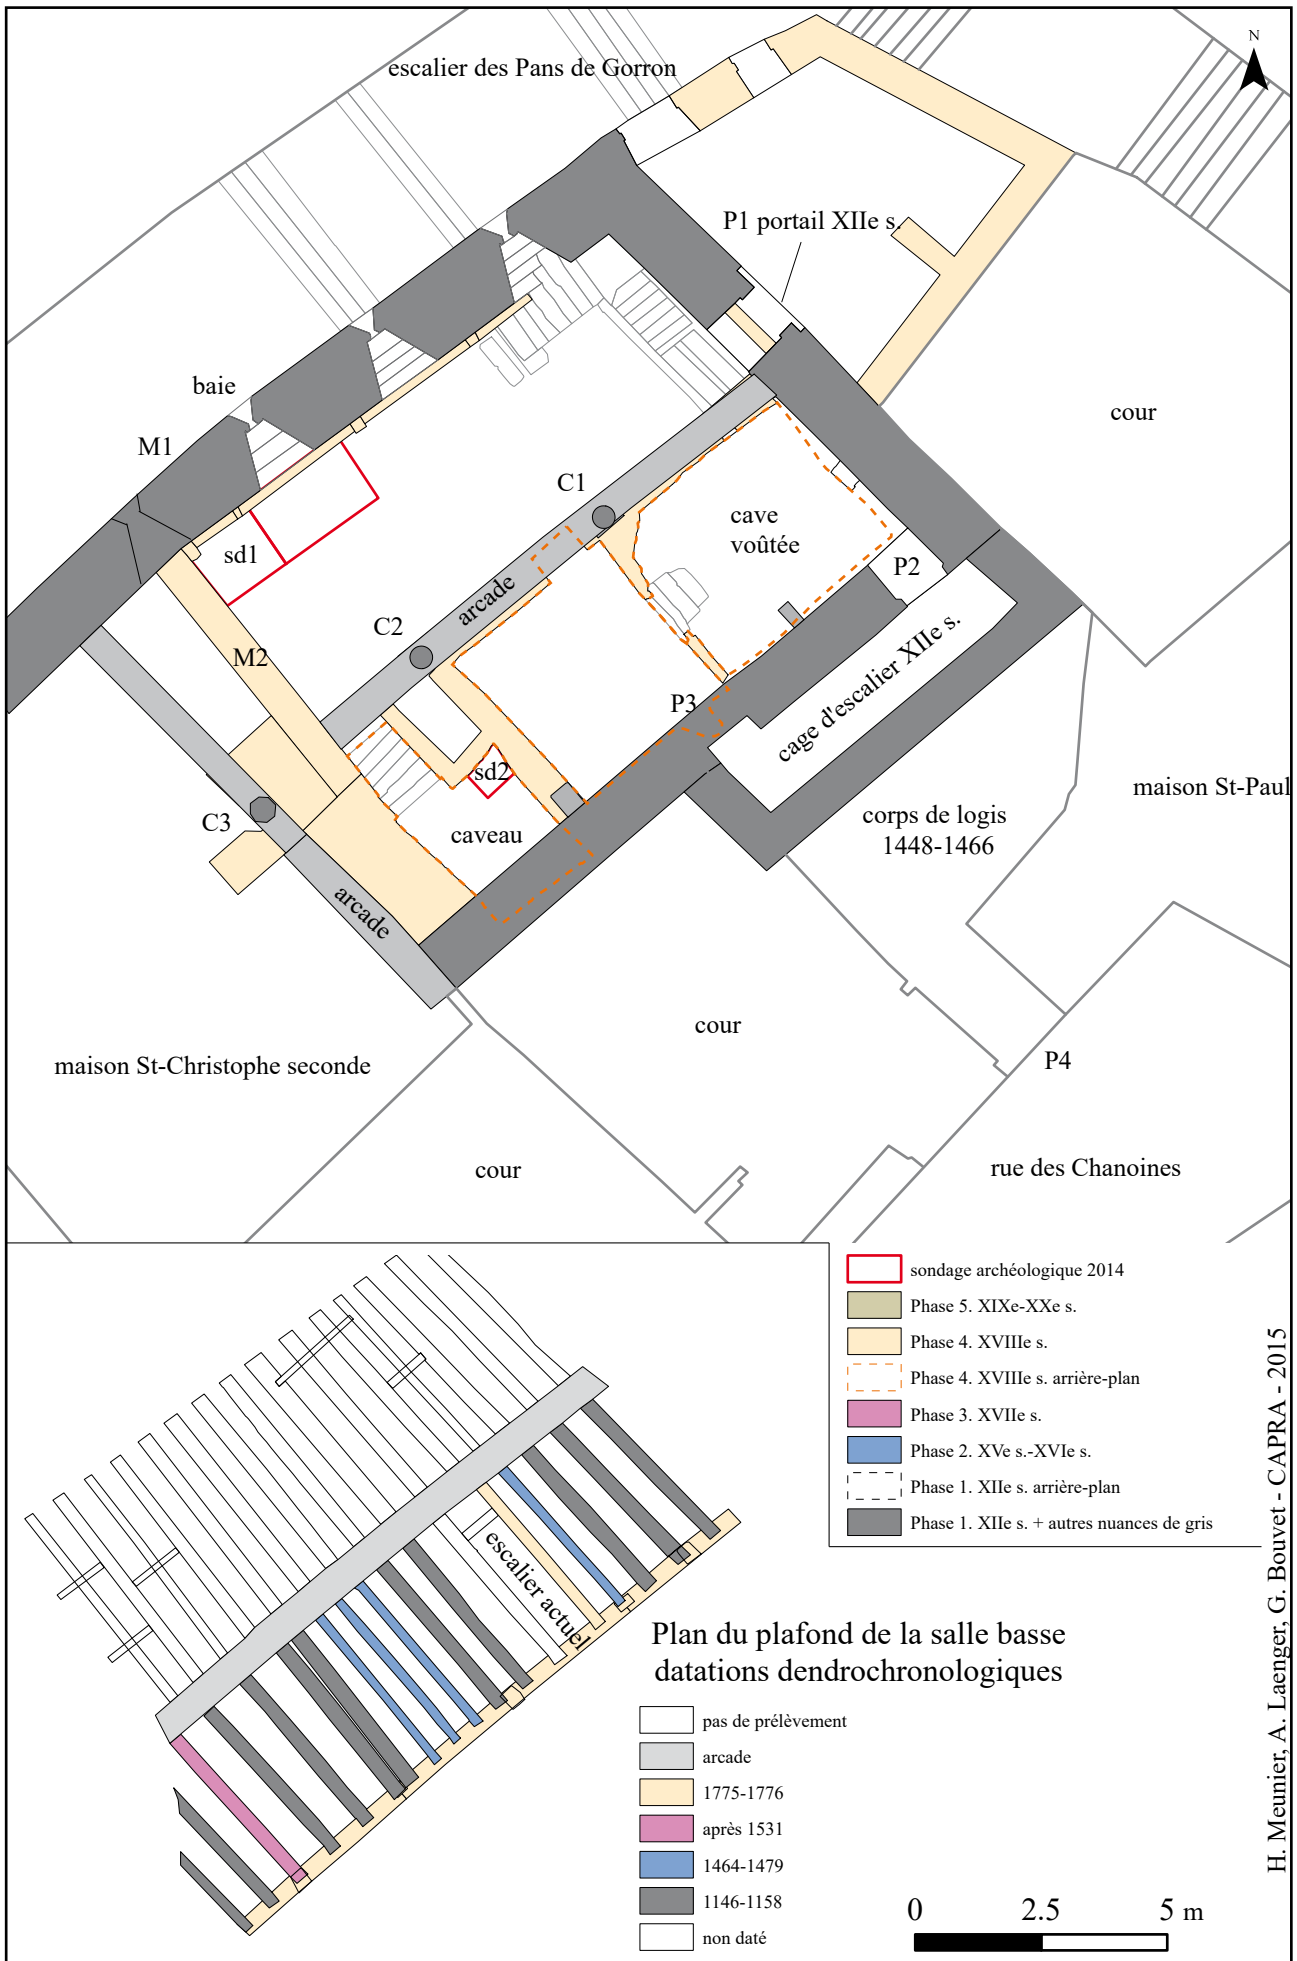 escalier des Pans de Gorron
N
P1 portail XIIe s.
baie
cour
M1
C1
cave
voûtée
sd1
P2
arcade
C2
M2
cage d'escalier XIIe s.
P3
sd2
maison St-Paul
C3
caveau
corps de logis
1448-1466
arcade
cour
maison St-Christophe seconde
P4
cour
rue des Chanoines
sondage archéologique 2014
Phase 5. XIXe-XXe s.
Phase 4. XVIIIe s.
Phase 4. XVIIIe s. arrière-plan
Phase 3. XVIIe s.
Phase 2. XVe s.-XVIe s.
Phase 1. XIIe s. arrière-plan
Phase 1. XIIe s. + autres nuances de gris
escalier actuel
Plan du plafond de la salle basse
datations dendrochronologiques
pas de prélèvement
arcade
1775-1776
après 1531
1464-1479
1146-1158
non daté
0 2.5 5 m
H. Meunier, A. Laenger, G. Bouvet - CAPRA - 2015